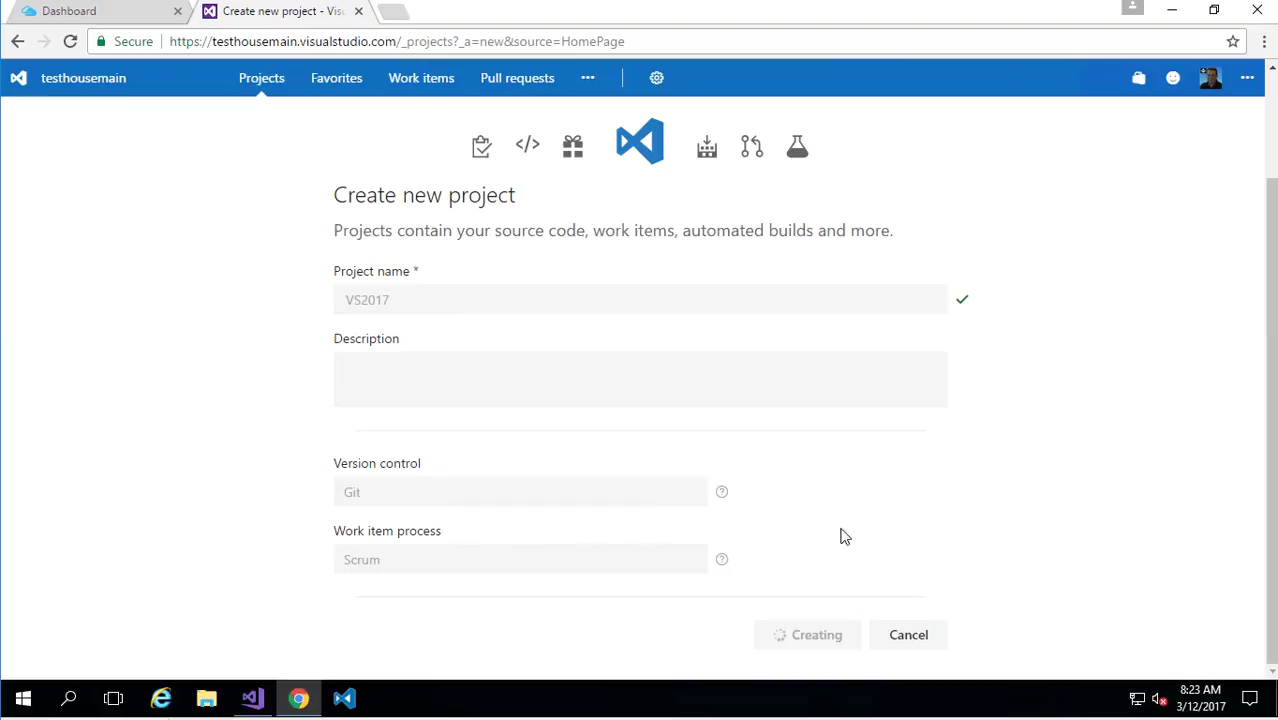 Dashboard
Create new project - Visu
Secure
https://testhousemain.visualstudio.com/_projects?_a=new&source=HomePage
testhousemain
Projects
Favorites
Work items
Pull requests
Create new project
Projects contain your source code, work items, automated builds and more.
Project name *
VS2017
Description
Version control
Git
Work item process
Scrum
Creating
Cancel
8:23 AM
3/12/2017